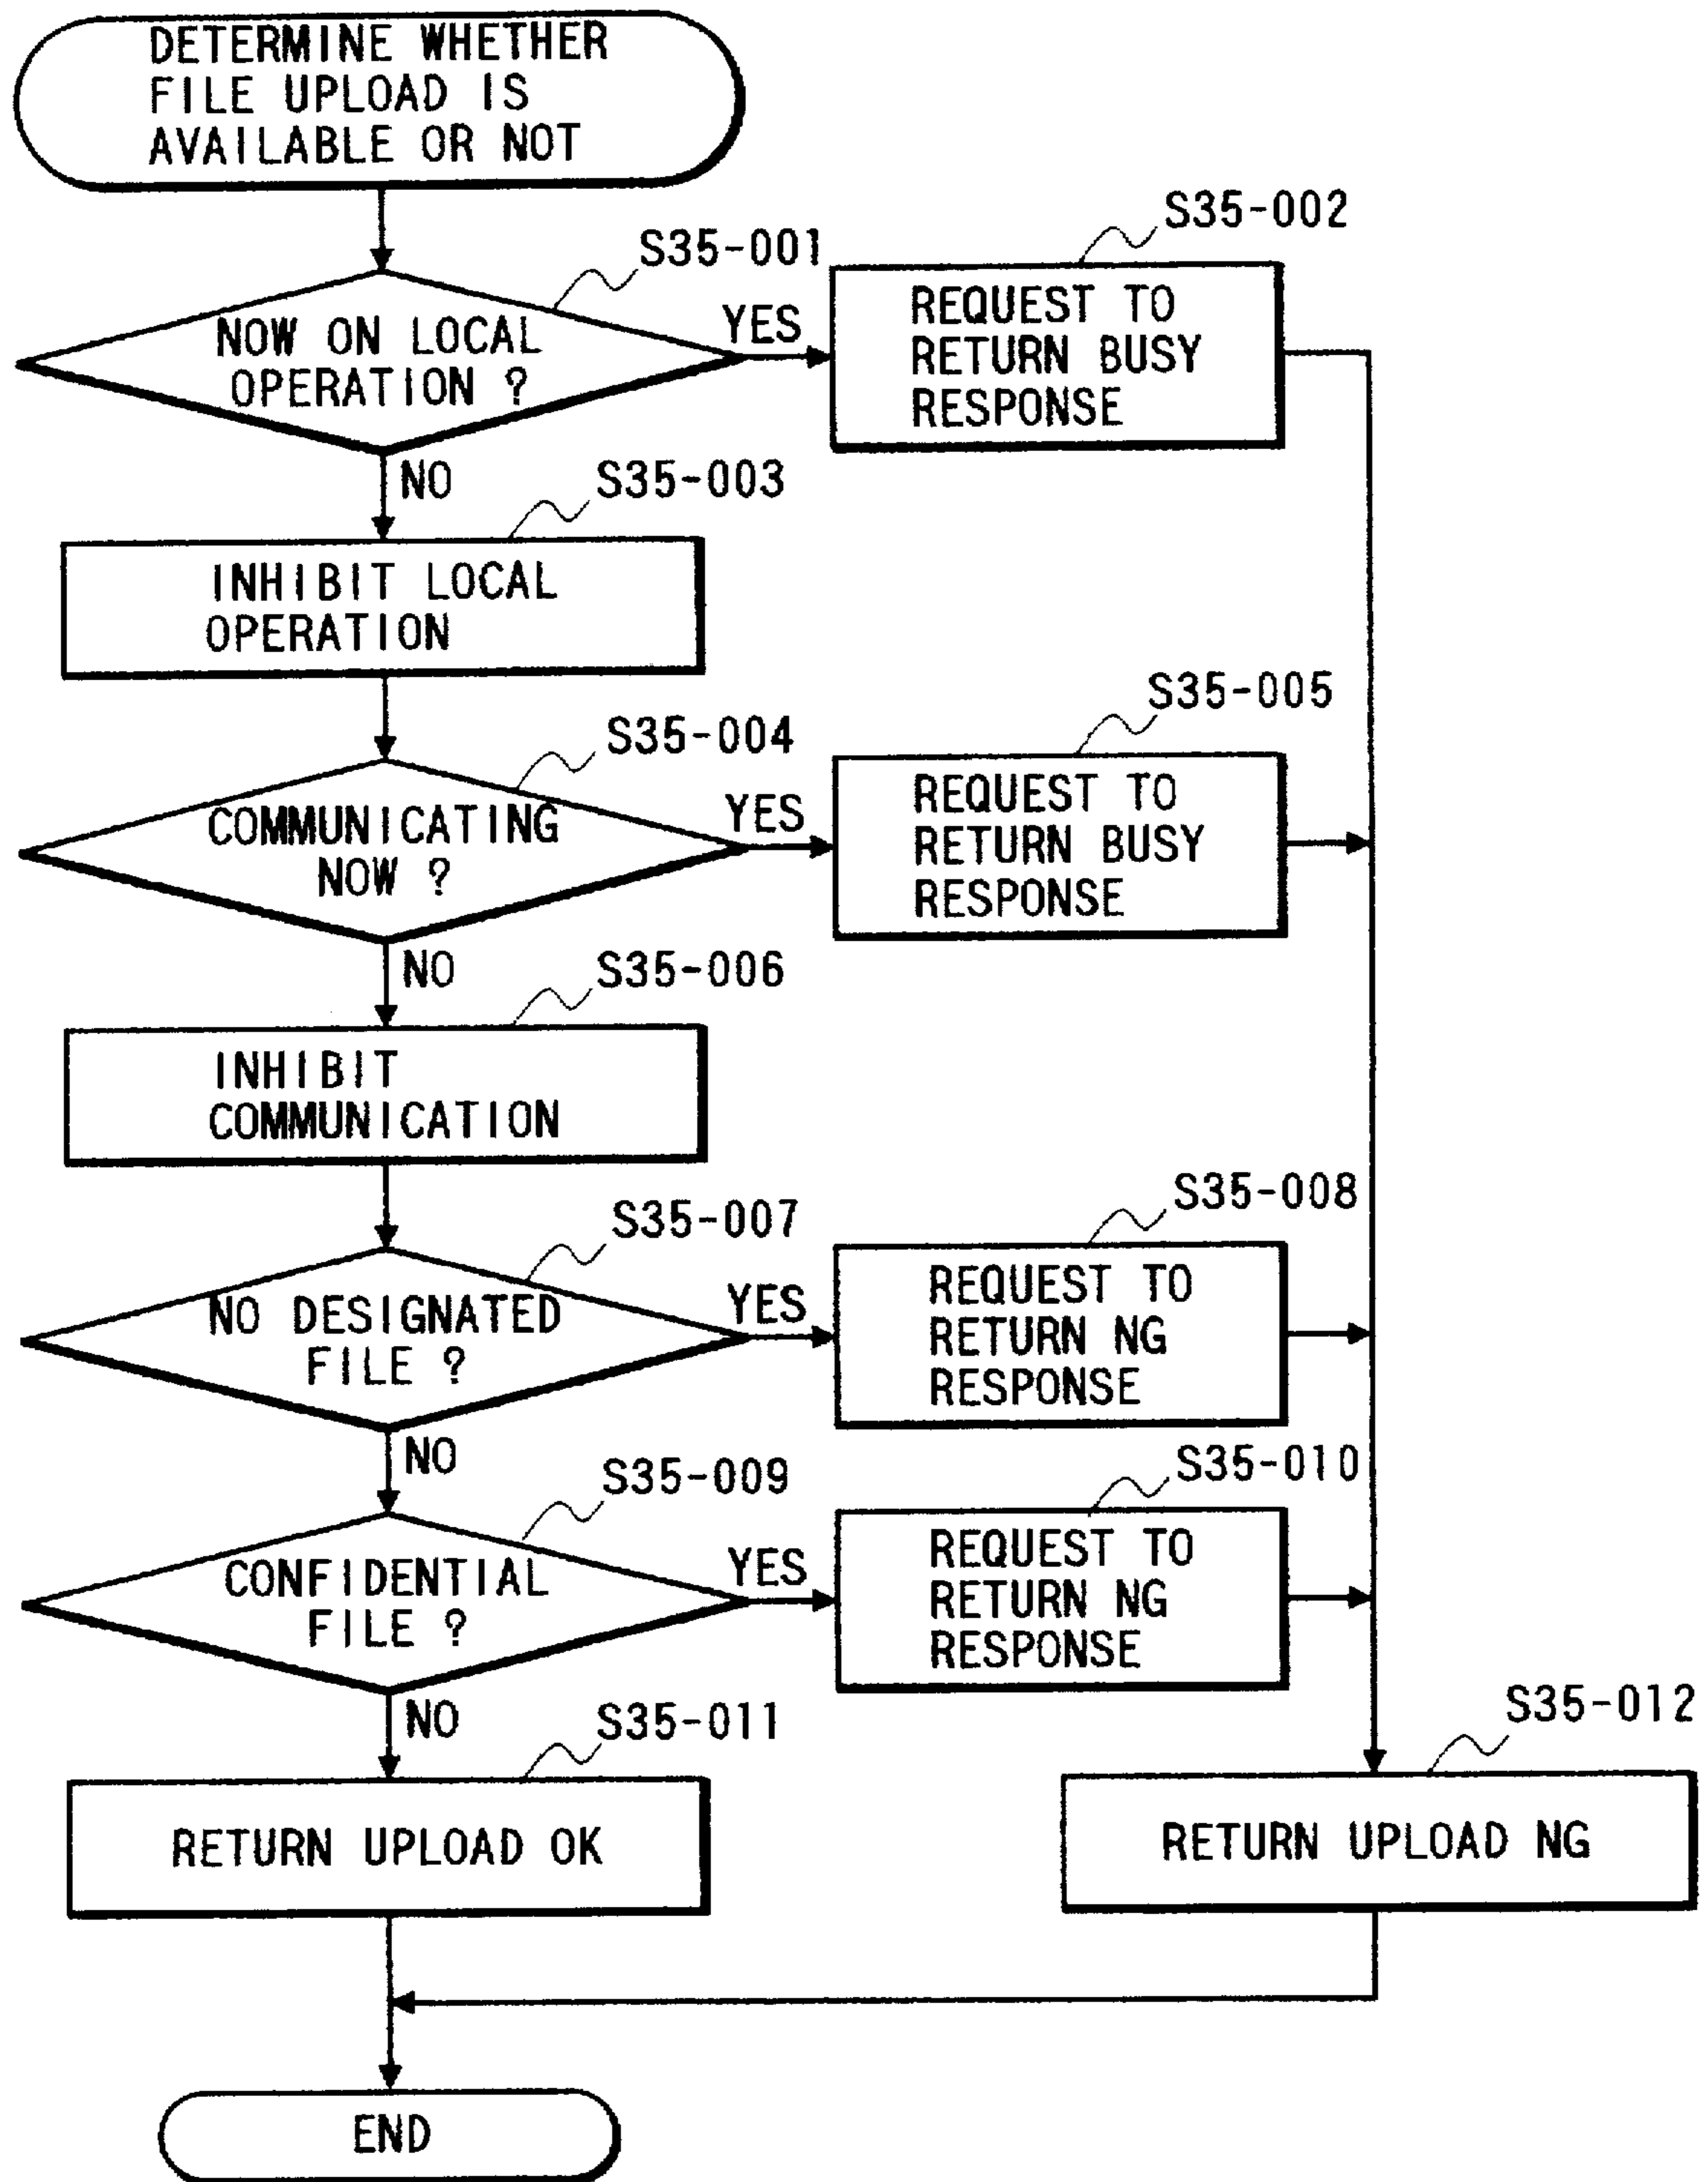 DETERMINE WHETHER
FILE UPLOAD IS
AVAILABLE OR NOT
S35-001
NOW ON LOCAL
OPERATION ?
YES
S35-002
REQUEST TO
RETURN BUSY
RESPONSE
NO
S35-003
INHIBIT LOCAL
OPERATION
S35-004
COMMUNICATING
NOW ?
YES
S35-005
REQUEST TO
RETURN BUSY
RESPONSE
NO
S35-006
INHIBIT
COMMUNICATION
S35-007
NO DESIGNATED
FILE ?
YES
S35-008
REQUEST TO
RETURN NG
RESPONSE
NO
S35-009
CONFIDENTIAL
FILE ?
YES
S35-010
REQUEST TO
RETURN NG
RESPONSE
NO
S35-011
RETURN UPLOAD OK
S35-012
RETURN UPLOAD NG
END